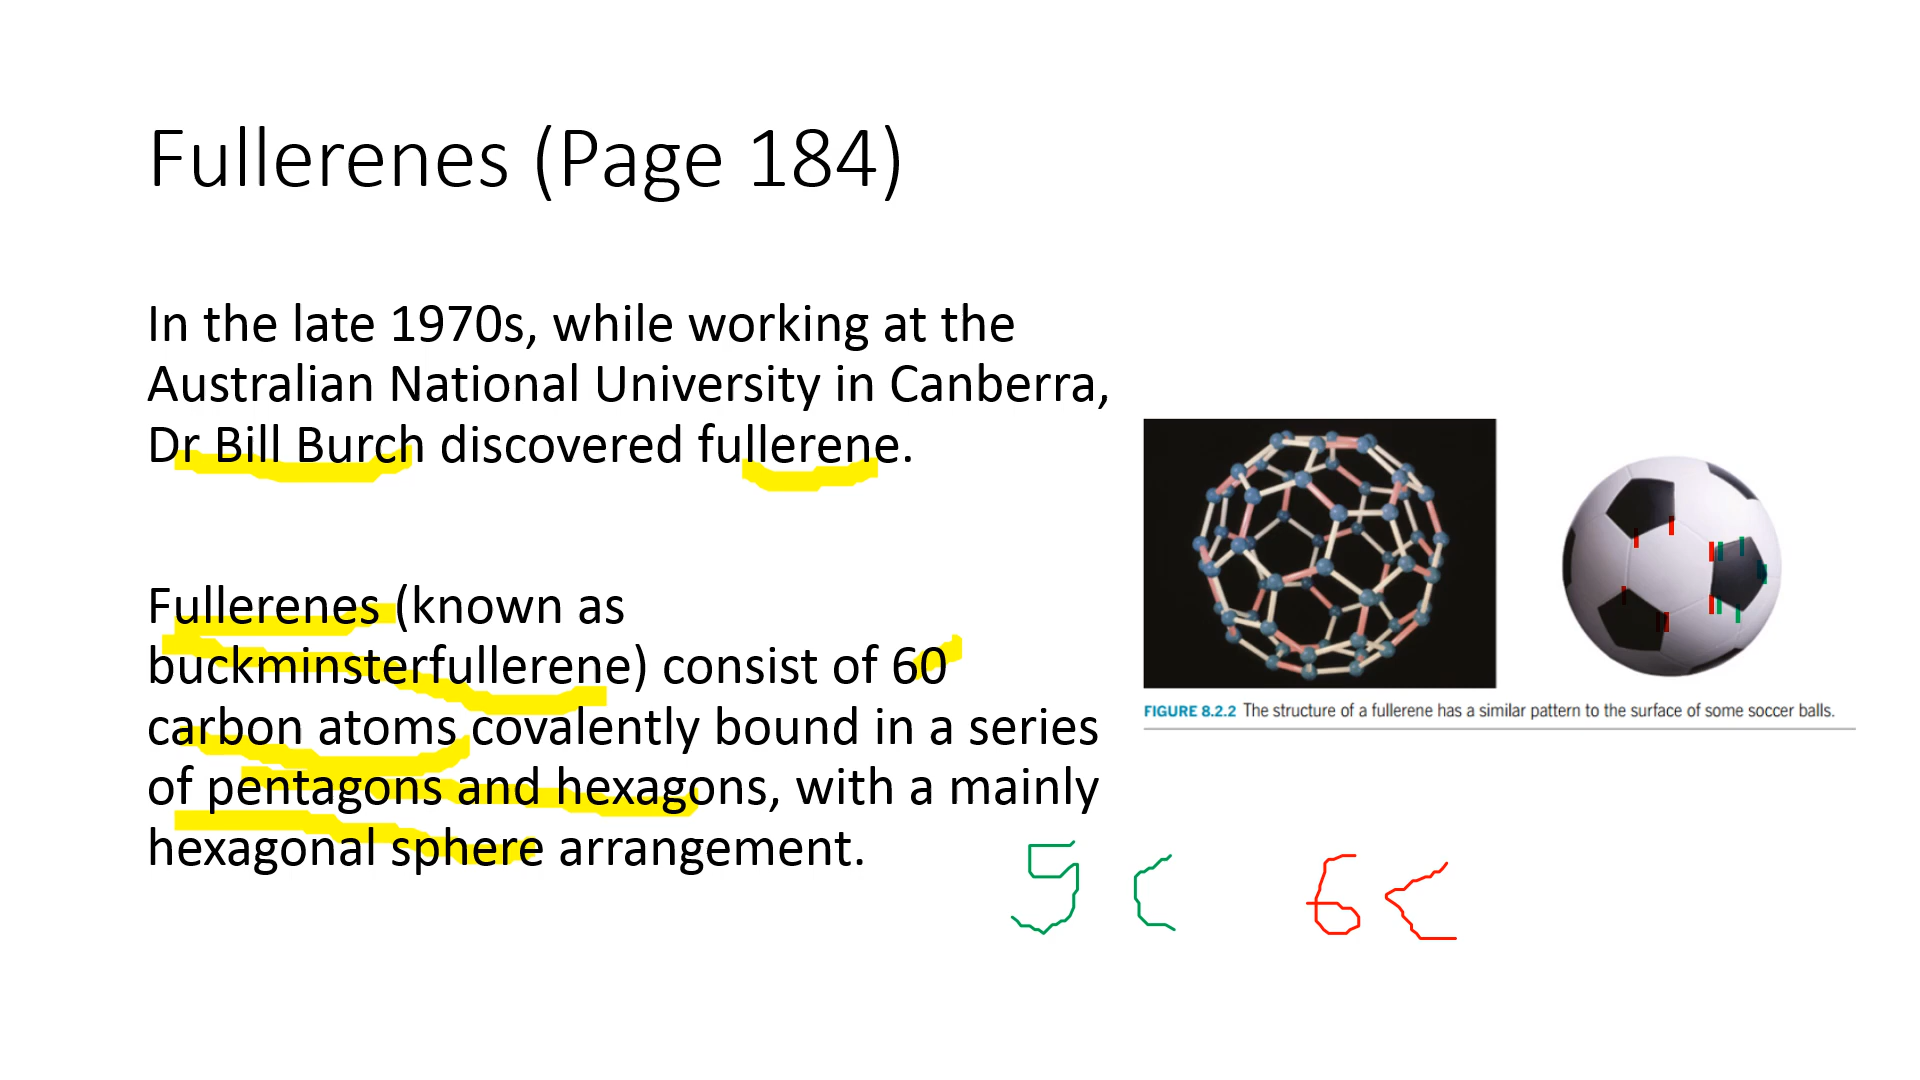 Fullerenes (Page 184)
In the late 1970s, while working at the
Australian National University in Canberra,
Dr Bill Burch discovered fullerene.
Fullerenes (known as
buckminsterfullerene) consist of 60
carbon atoms covalently bound in a series
of pentagons and hexagons, with a mainly
hexagonal sphere arrangement.
FIGURE 8.2.2 The structure of a fullerene has a similar pattern to the surface of some soccer balls.
5 C 6 C